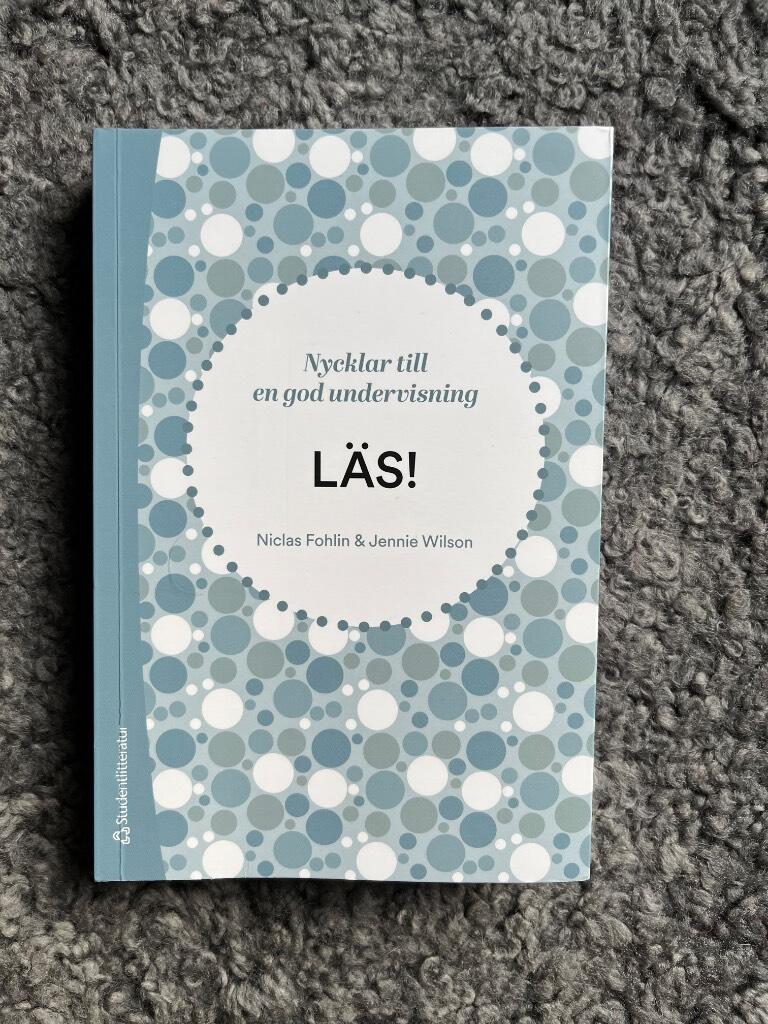 Nycklar till
en god undervisning
LÄS!
Niclas Fohlin & Jennie Wilson
Studentlitteratur